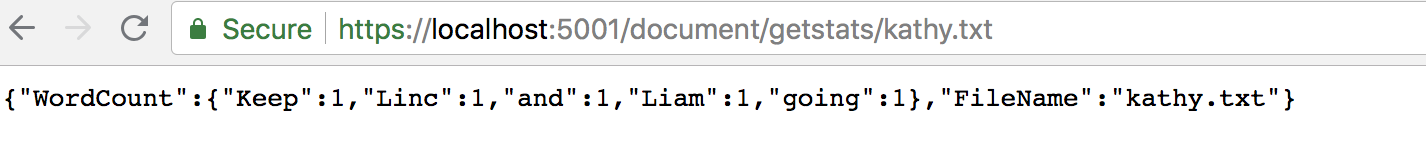 Secure https://localhost:5001/document/getstats/kathy.txt
{"WordCount":{"Keep":1,"Linc":1,"and":1,"Liam":1,"going":1},"FileName":"kathy.txt"}